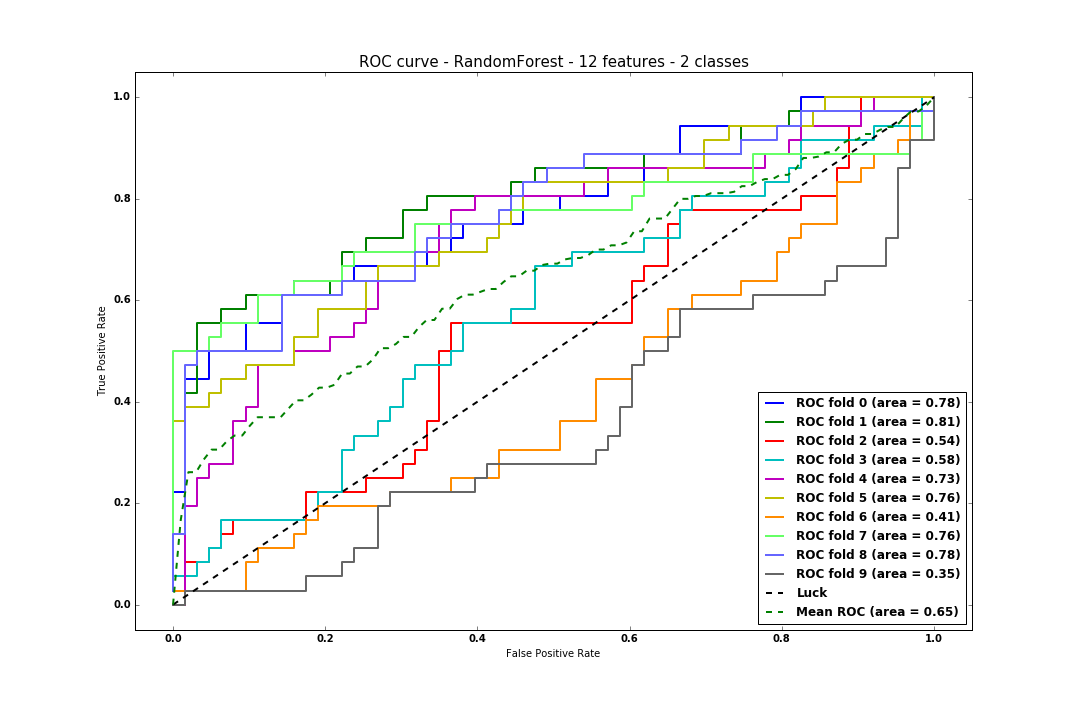 ROC curve - RandomForest - 12 features - 2 classes
True Positive Rate
1.0
0.8
0.6
0.4
0.2
0.0
0.0 0.2 0.4 0.6 0.8 1.0
False Positive Rate
ROC fold 0 (area = 0.78)
ROC fold 1 (area = 0.81)
ROC fold 2 (area = 0.54)
ROC fold 3 (area = 0.58)
ROC fold 4 (area = 0.73)
ROC fold 5 (area = 0.76)
ROC fold 6 (area = 0.41)
ROC fold 7 (area = 0.76)
ROC fold 8 (area = 0.78)
ROC fold 9 (area = 0.35)
Luck
Mean ROC (area = 0.65)